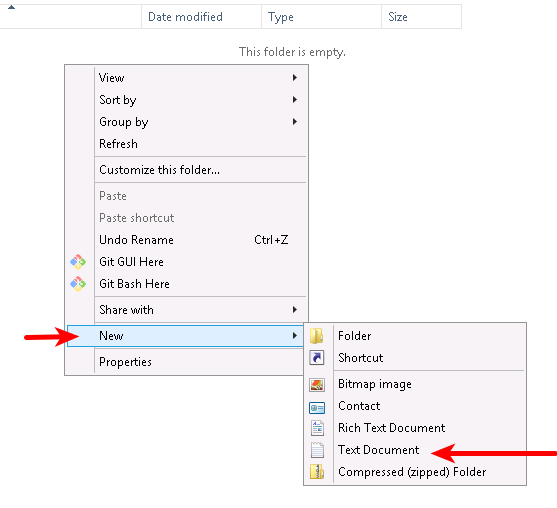 Date modified Type Size
This folder is empty.
View
Sort by
Group by
Refresh
Customize this folder...
Paste
Paste shortcut
Undo Rename Ctrl+Z
Git GUI Here
Git Bash Here
Share with
New
Properties
Folder
Shortcut
Bitmap image
Contact
Rich Text Document
Text Document
Compressed (zipped) Folder